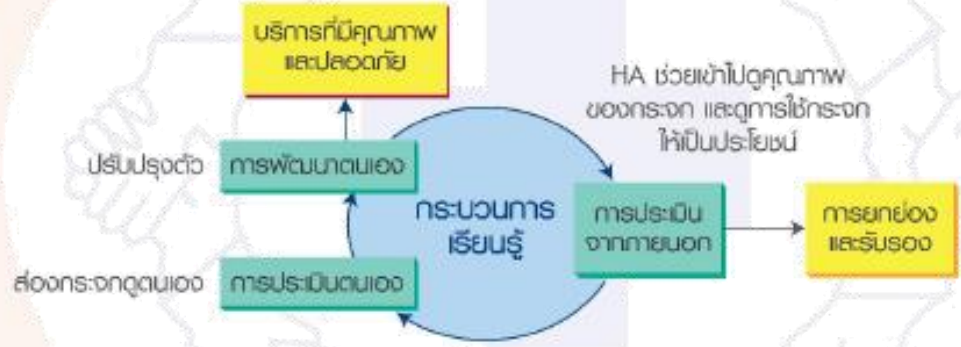 บริการที่มีคุณภาพ
และปลอดภัย
HA ช่วยเข้าไปดูคุณภาพ
ของกระจก และดูการใช้กระจก
ให้เป็นประโยชน์
ปรับปรุงตัว
การพัฒนาตนเอง
กระบวนการ
เรียนรู้
การประเมิน
จากภายนอก
การยกย่อง
และรับรอง
ส่องกระจกดูตนเอง
การประเมินตนเอง